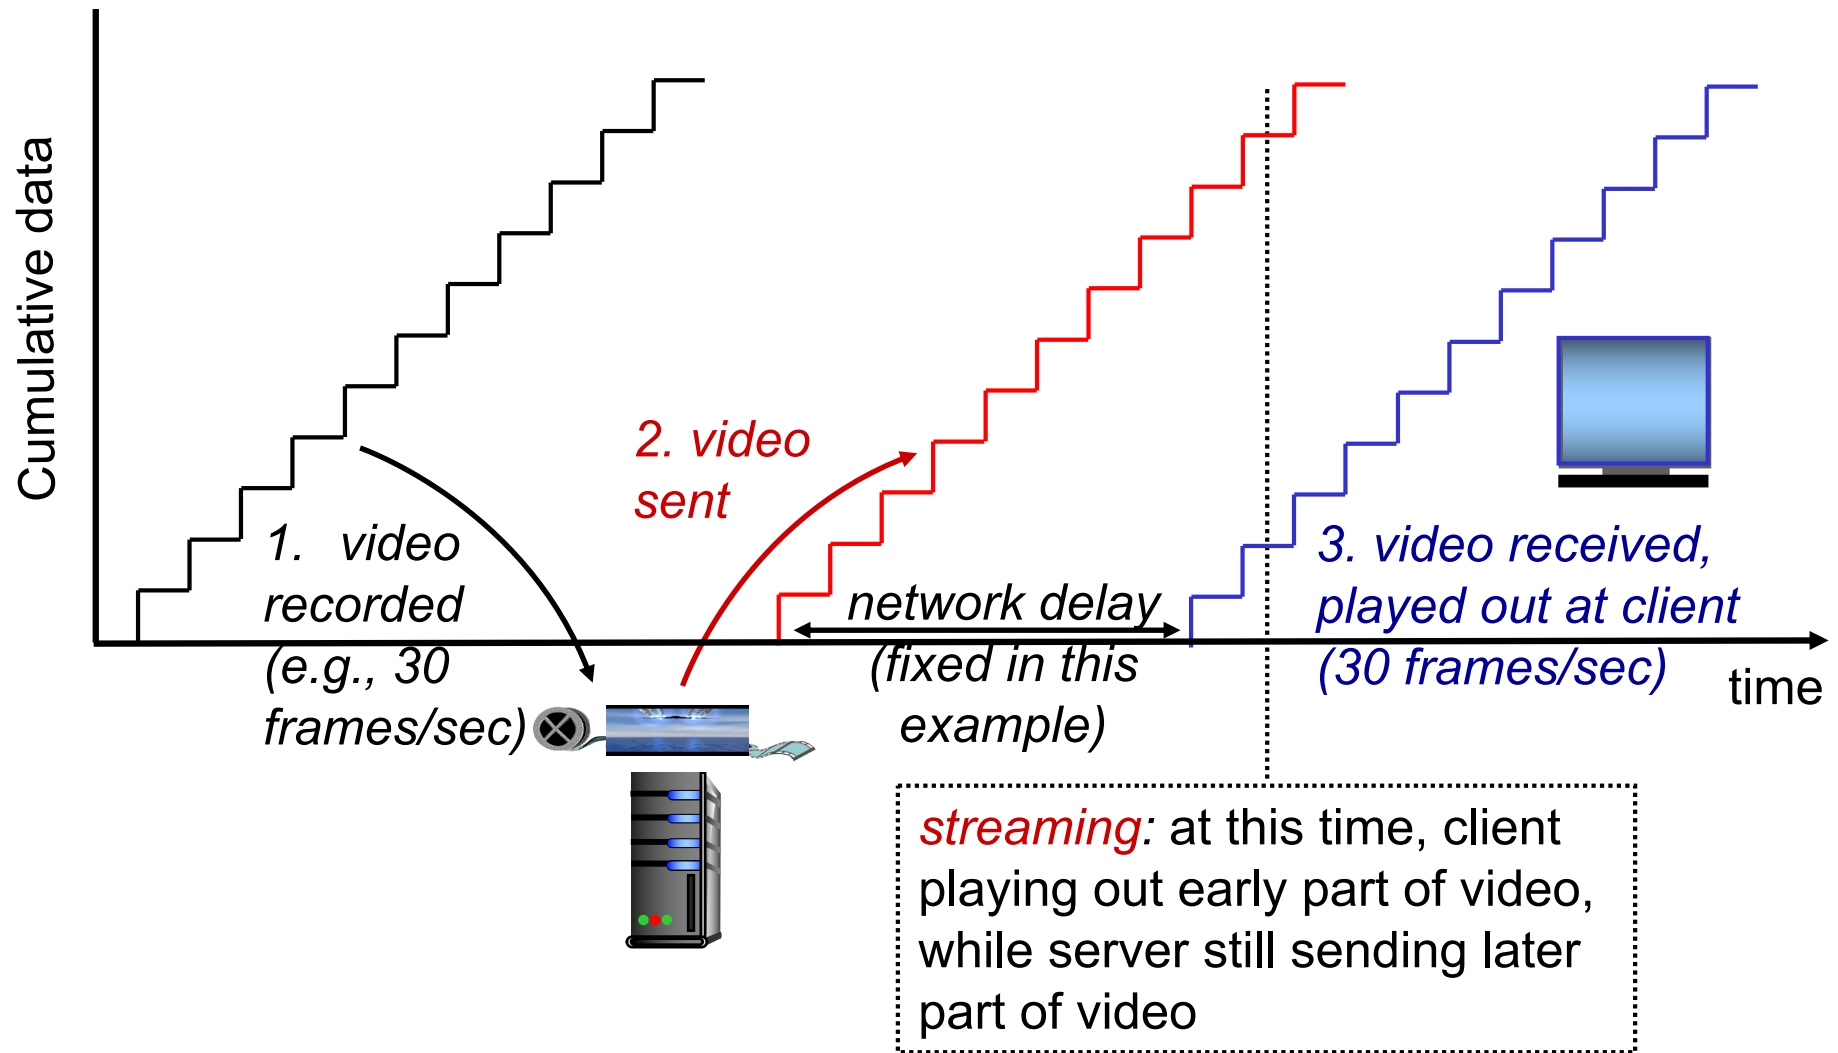 Cumulative data
1. video
recorded
(e.g., 30
frames/sec)
2. video
sent
network delay
(fixed in this
example)
3. video received,
played out at client
(30 frames/sec)
time
streaming: at this time, client
playing out early part of video,
while server still sending later
part of video